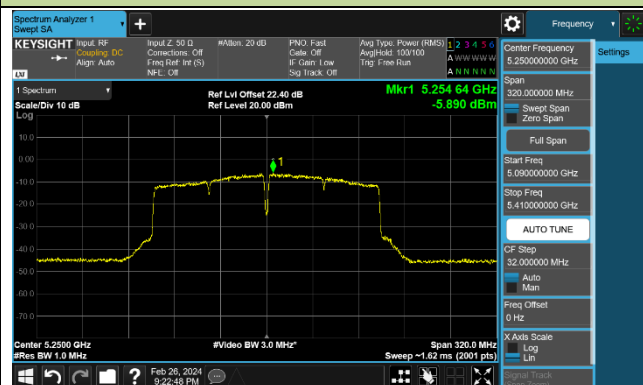 Spectrum Analyzer 1
Swept SA
+
Frequency
KEYSIGHT
Input: RF
Coupling: DC
Align: Auto
Input Z: 50 Ω
Corrections: Off
Freq Ref: Int (S)
NFE: Off
#Atten: 20 dB
PNO: Fast
Gate: Off
IF Gain: Low
Sig Track: Off
Avg Type: Power (RMS)
Avg|Hold: 100/100
Trig: Free Run
1 2 3 4 5 6
A W W W W W
A N N N N N
LXI
1 Spectrum
Scale/Div 10 dB
Log
Ref Lvl Offset 22.40 dB
Ref Level 20.00 dBm
Mkr1 5.254 64 GHz
-5.890 dBm
10.0
0.00
-10.0
-20.0
-30.0
-40.0
-50.0
-60.0
-70.0
1
Center 5.2500 GHz
#Res BW 1.0 MHz
#Video BW 3.0 MHz*
Span 320.0 MHz
Sweep ~1.62 ms (2001 pts)
Center Frequency
5.250000000 GHz
Settings
Span
320.000000 MHz
Swept Span
Zero Span
Full Span
Start Freq
5.090000000 GHz
Stop Freq
5.410000000 GHz
AUTO TUNE
CF Step
32.000000 MHz
Auto
Man
Freq Offset
0 Hz
X Axis Scale
Log
Lin
Signal Track
(Span Zoom)
?
Feb 26, 2024
9:22:48 PM